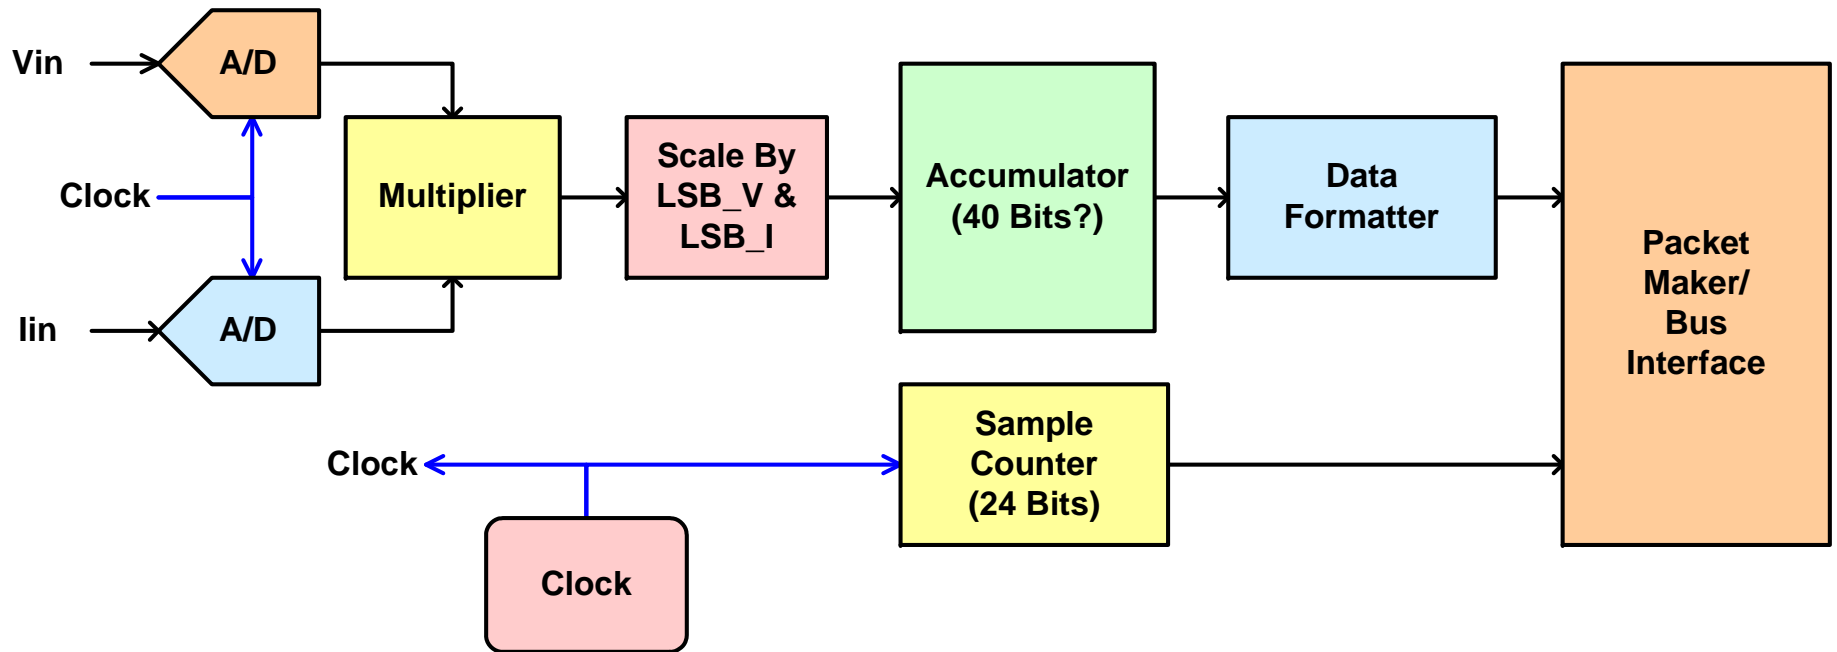 Vin
A/D
Clock
Iin
A/D
Multiplier
Scale By
LSB_V &
LSB_I
Accumulator
(40 Bits?)
Data
Formatter
Packet
Maker/
Bus
Interface
Clock
Sample
Counter
(24 Bits)
Clock